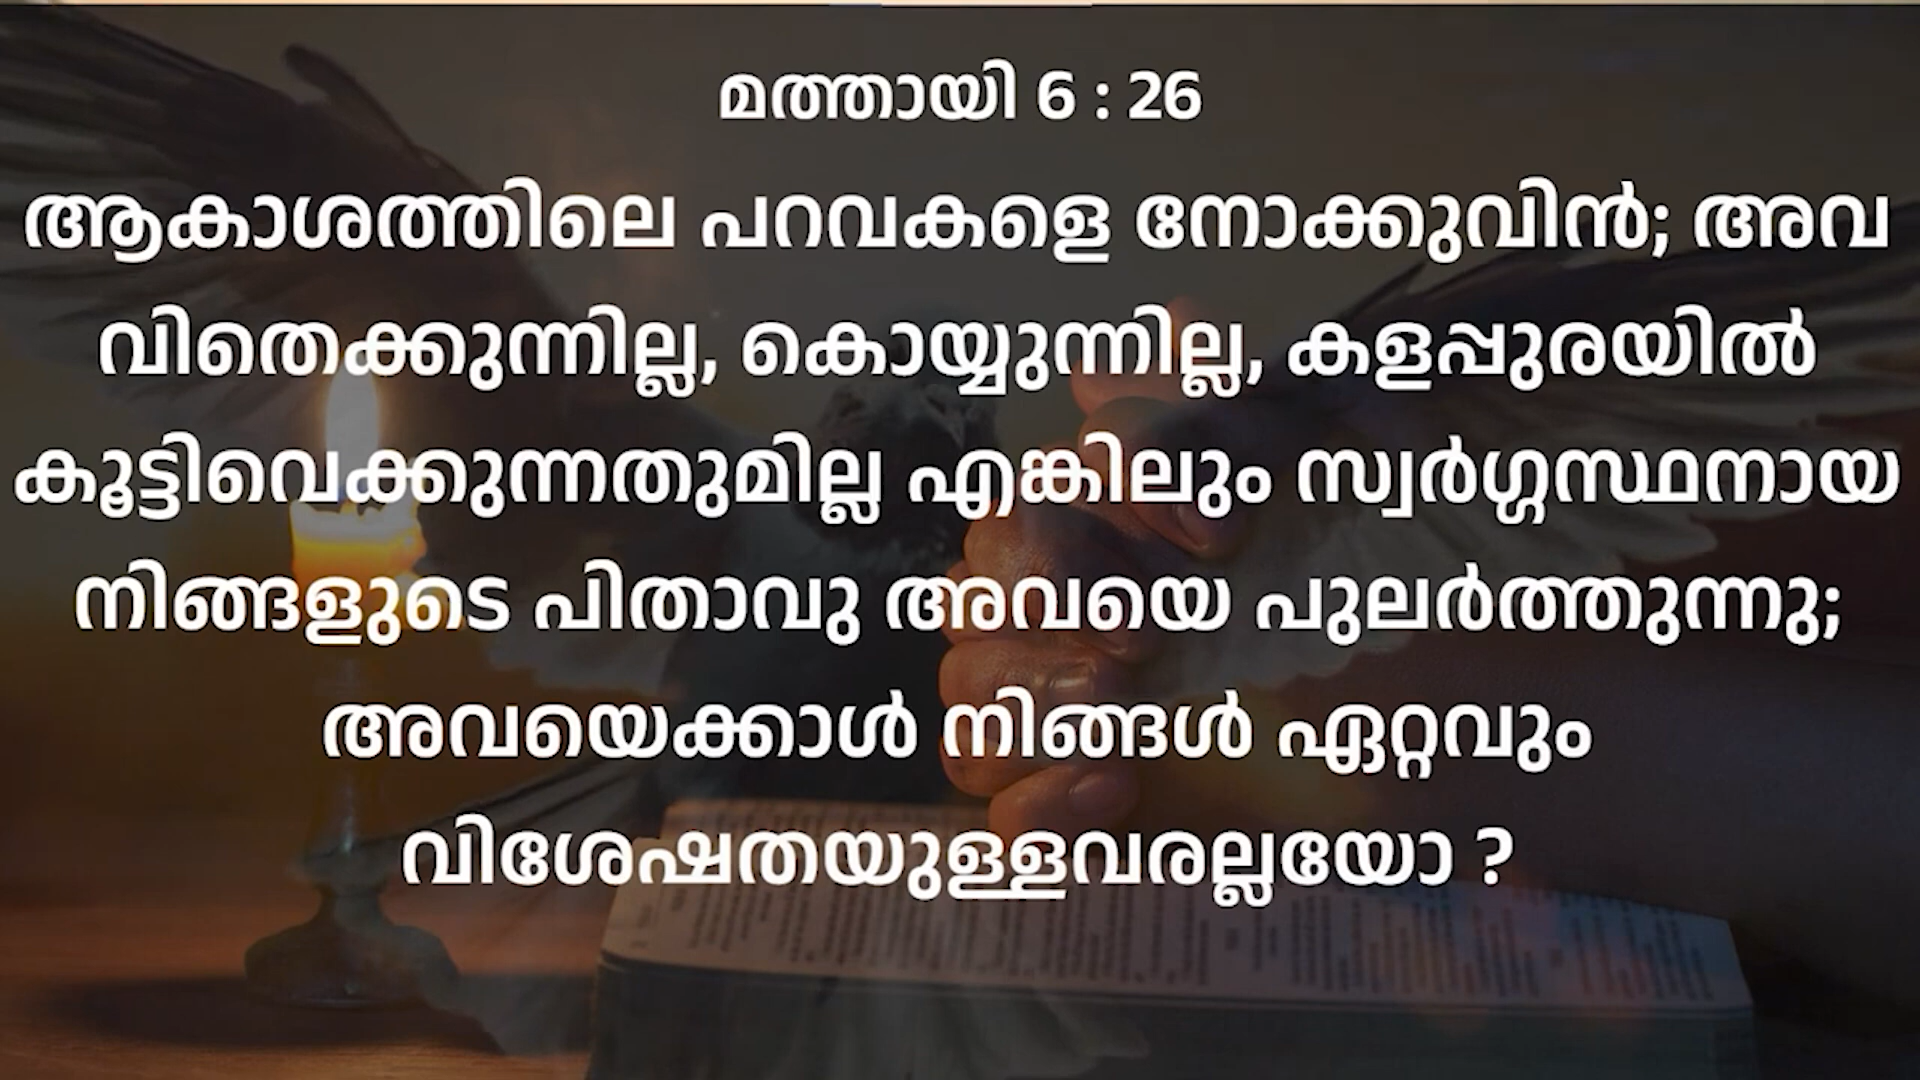 മത്തായി 6 : 26
ആകാശത്തിലെ പറവകളെ നോക്കുവിൻ; അവ
വിതെക്കുന്നില്ല, കൊയ്യുന്നില്ല, കളപ്പുരയിൽ
കൂട്ടിവെക്കുന്നതുമില്ല എങ്കിലും സ്വർഗ്ഗസ്ഥനായ
നിങ്ങളുടെ പിതാവു അവയെ പുലർത്തുന്നു;
അവയെക്കാൾ നിങ്ങൾ ഏറ്റവും
വിശേഷതയുള്ളവരല്ലയോ ?